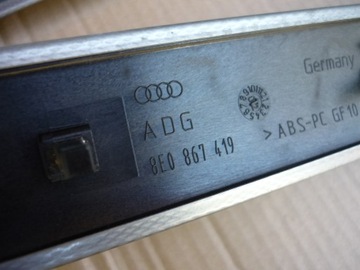 Germany
ADG
8E0 867 419
> ABS-PC GF10